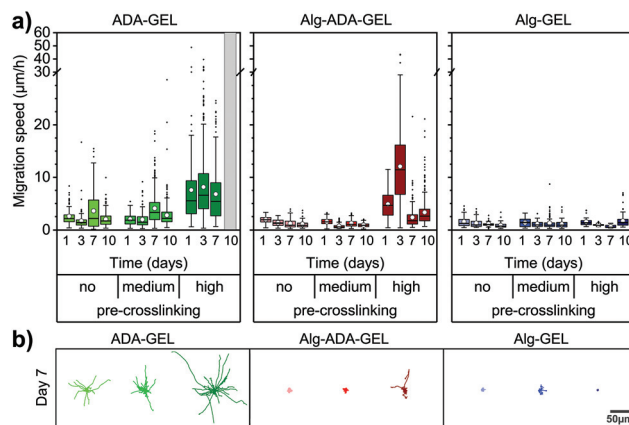 a) ADA-GEL Alg-ADA-GEL Alg-GEL
Migration speed (µm/h)
60
50
40
30
20
10
0
1 3 7 10 1 3 7 10 1 3 7 10 1 3 7 10 1 3 7 10 1 3 7 10 1 3 7 10 1 3 7 10 1 3 7 10
Time (days) Time (days) Time (days)
no medium high no medium high no medium high
pre-crosslinking pre-crosslinking pre-crosslinking
b) ADA-GEL Alg-ADA-GEL Alg-GEL
Day 7
50µm